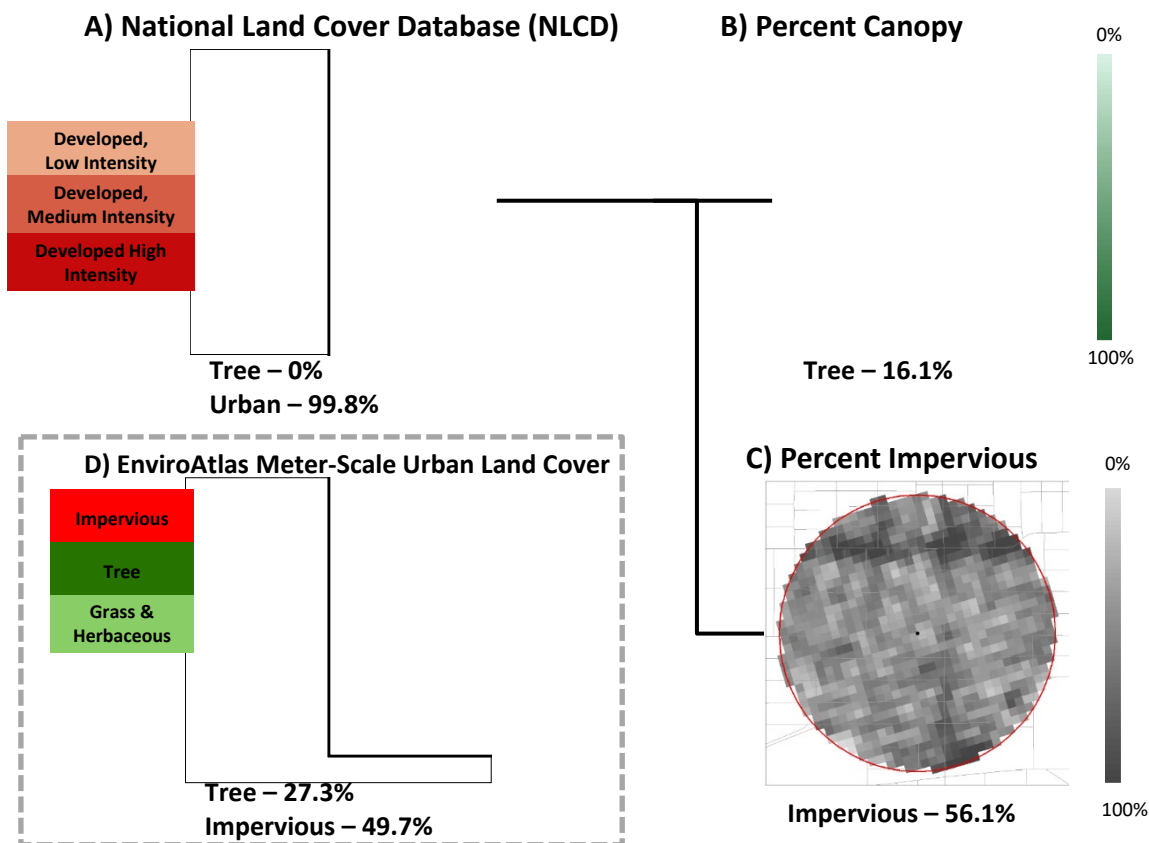 A) National Land Cover Database (NLCD)
B) Percent Canopy
0%
Developed,
Low Intensity
Developed,
Medium Intensity
Developed High
Intensity
100%
Tree – 0%
Urban – 99.8%
Tree – 16.1%
D) EnviroAtlas Meter-Scale Urban Land Cover
Impervious
Tree
Grass &
Herbaceous
Tree – 27.3%
Impervious – 49.7%
C) Percent Impervious
0%
100%
Impervious – 56.1%